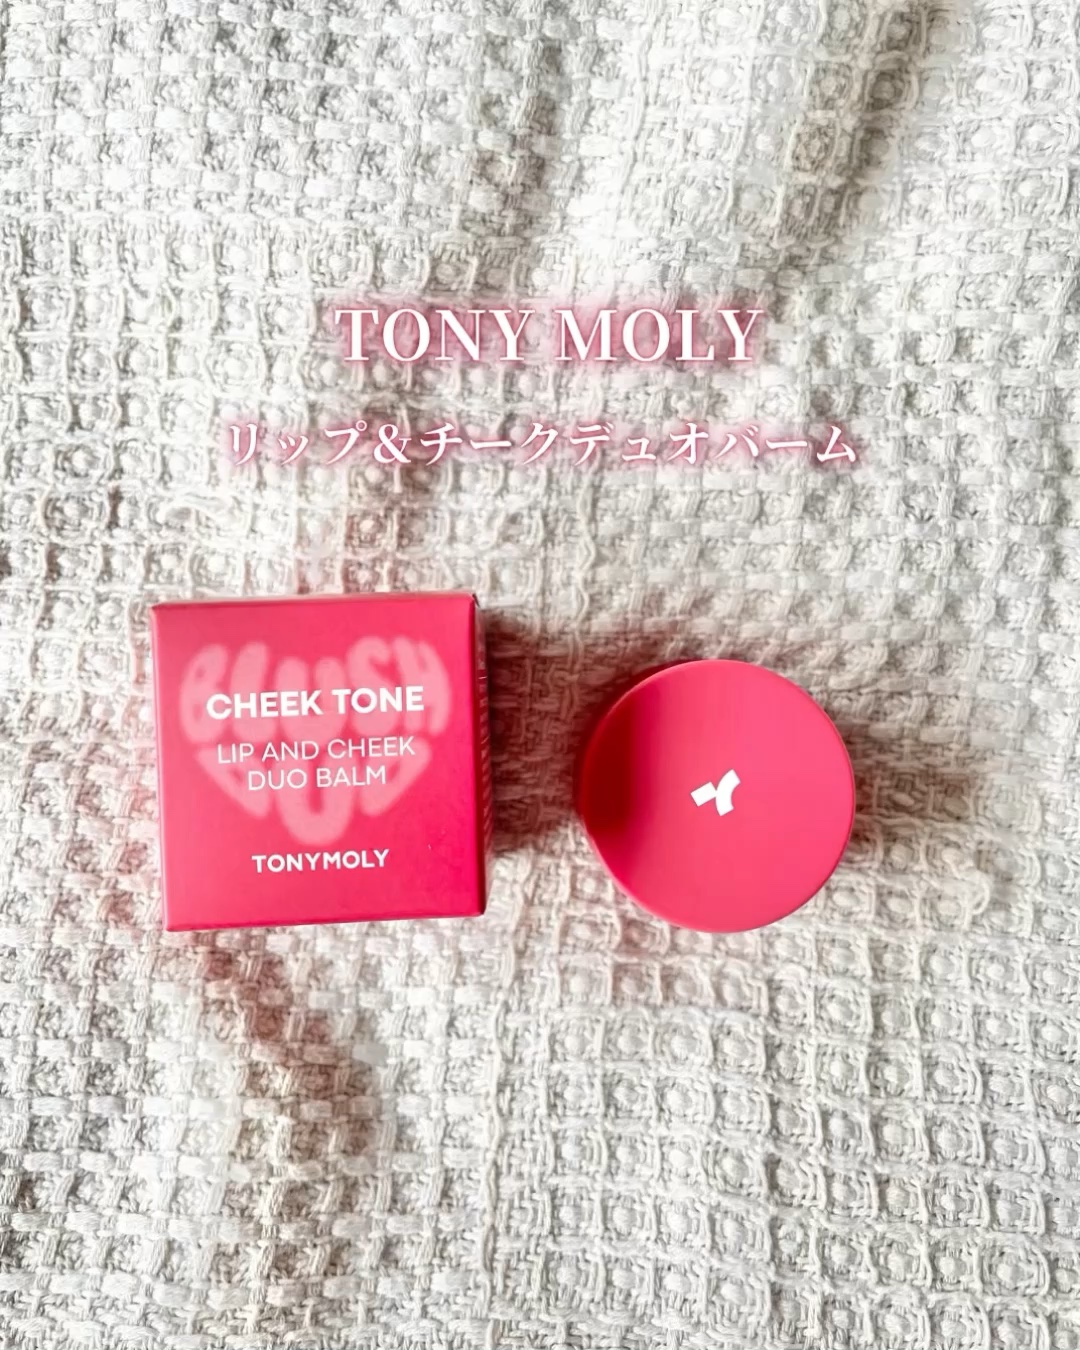 TONY MOLY
リップ&チークデュオバーム
BLUSH
CHEEK TONE
LIP AND CHEEK
DUO BALM
TONYMOLY